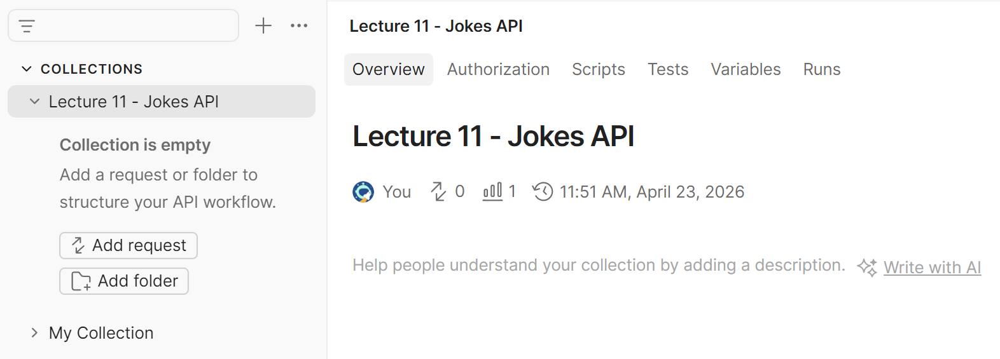 COLLECTIONS
Lecture 11 - Jokes API
Collection is empty
Add a request or folder to
structure your API workflow.
Add request
Add folder
My Collection
Lecture 11 - Jokes API
Overview Authorization Scripts Tests Variables Runs
Lecture 11 - Jokes API
You 0 1 11:51 AM, April 23, 2026
Help people understand your collection by adding a description. Write with AI